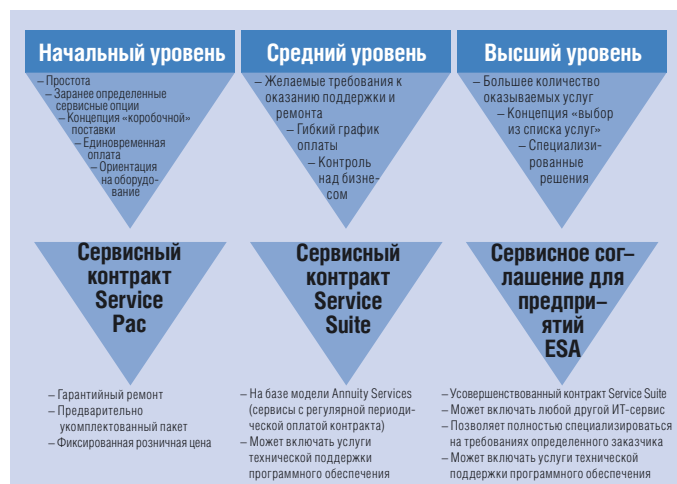 Начальный уровень
– Простота
– Заранее определенные
сервисные опции
– Концепция «коробочной»
поставки
– Единовременная
оплата
– Ориентация
на оборудо-
вание
Сервисный
контракт
Service
Pac
– Гарантийный ремонт
– Предварительно
укомплектованный пакет
– Фиксированная розничная цена
Средний уровень
– Желаемые требования к
оказанию поддержки и
ремонта
– Гибкий график
оплаты
– Контроль
над бизне-
сом
Сервисный
контракт
Service
Suite
– На базе модели Annuity Services
(сервисы с регулярной периоди-
ческой оплатой контракта)
– Может включать услуги
технической поддержки
программного обеспечения
Высший уровень
– Большее количество
оказываемых услуг
– Концепция «выбор
из списка услуг»
– Специализи-
рованные
решения
Сервисное сог–
лашение для
предпри–
ятий
ESA
– Усовершенствованный контракт Service Suite
– Может включать любой другой ИТ-сервис
– Позволяет полностью специализироваться
на требованиях определенного заказчика
– Может включать услуги технической
поддержки программного обеспечения